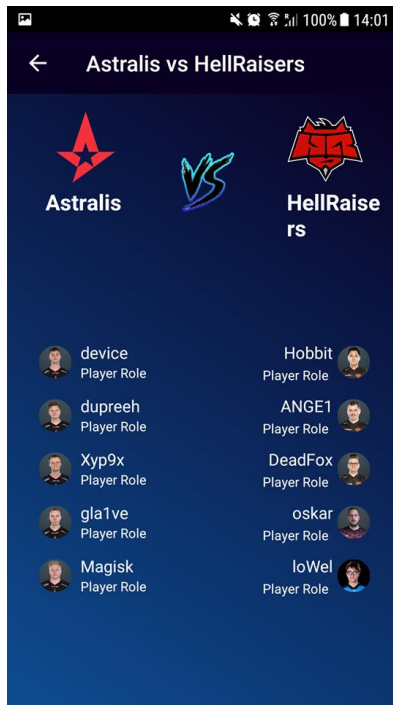 100% 14:01
Astralis vs HellRaisers
VS
Astralis
HellRaise
rs
device
Player Role
Hobbit
Player Role
dupreeh
Player Role
ANGE1
Player Role
Xyp9x
Player Role
DeadFox
Player Role
gla1ve
Player Role
oskar
Player Role
Magisk
Player Role
loWel
Player Role